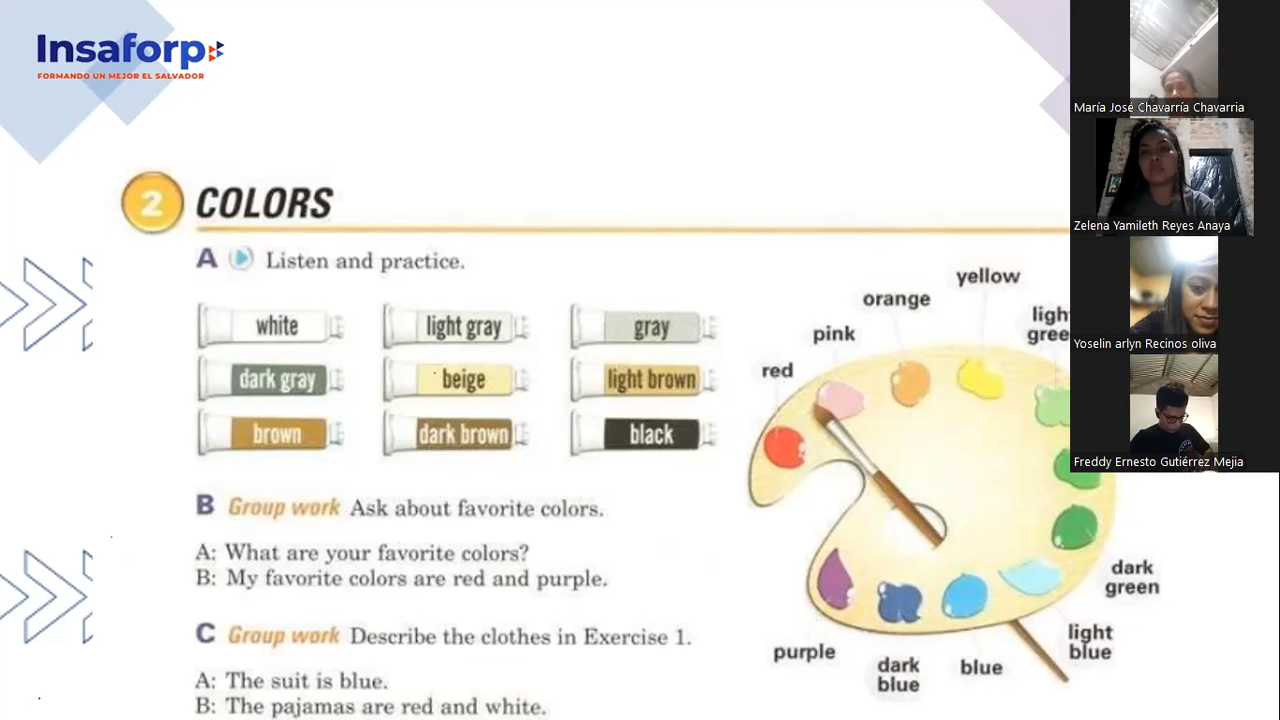 Insaforp
FORMANDO UN MEJOR EL SALVADOR
2 COLORS
A Listen and practice.
white light gray gray
dark gray beige light brown
brown dark brown black
B Group work Ask about favorite colors.
A: What are your favorite colors?
B: My favorite colors are red and purple.
C Group work Describe the clothes in Exercise 1.
A: The suit is blue.
B: The pajamas are red and white.
red
pink
orange
yellow
dark
green
light
blue
blue
dark
blue
purple
María José Chavarría Chavarria
Zelena Yamileth Reyes Anaya
Yoselin arlyn Recinos oliva
Freddy Ernesto Gutiérrez Mejia